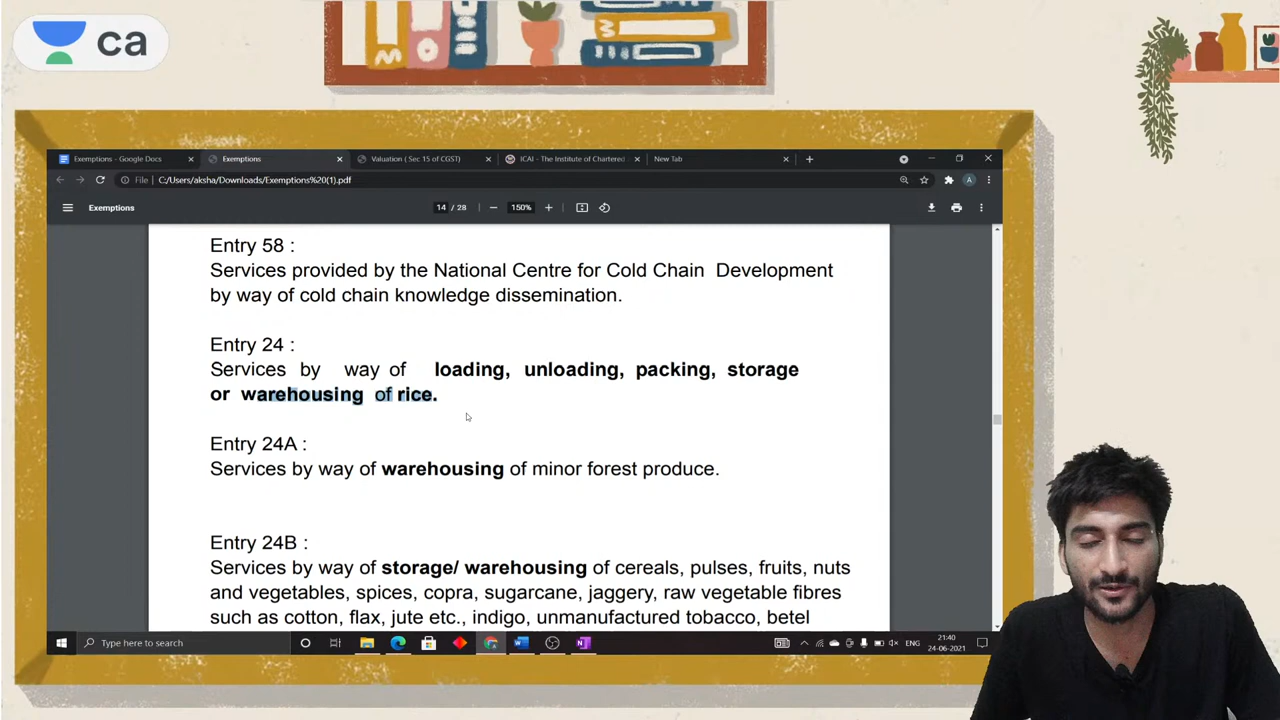 ca
Exemptions - Google Docs
Exemptions
Valuation ( Sec 15 of CGST)
ICAI - The Institute of Chartered
New Tab
File
C:/Users/aksha/Downloads/Exemptions%20(1).pdf
A
Exemptions
14 / 28
150%
Entry 58 :
Services provided by the National Centre for Cold Chain Development
by way of cold chain knowledge dissemination.
Entry 24 :
Services by way of loading, unloading, packing, storage
or warehousing of rice.
Entry 24A :
Services by way of warehousing of minor forest produce.
Entry 24B :
Services by way of storage/ warehousing of cereals, pulses, fruits, nuts
and vegetables, spices, copra, sugarcane, jaggery, raw vegetable fibres
such as cotton, flax, jute etc., indigo, unmanufactured tobacco, betel
Type here to search
ENG
21:40
24-06-2021